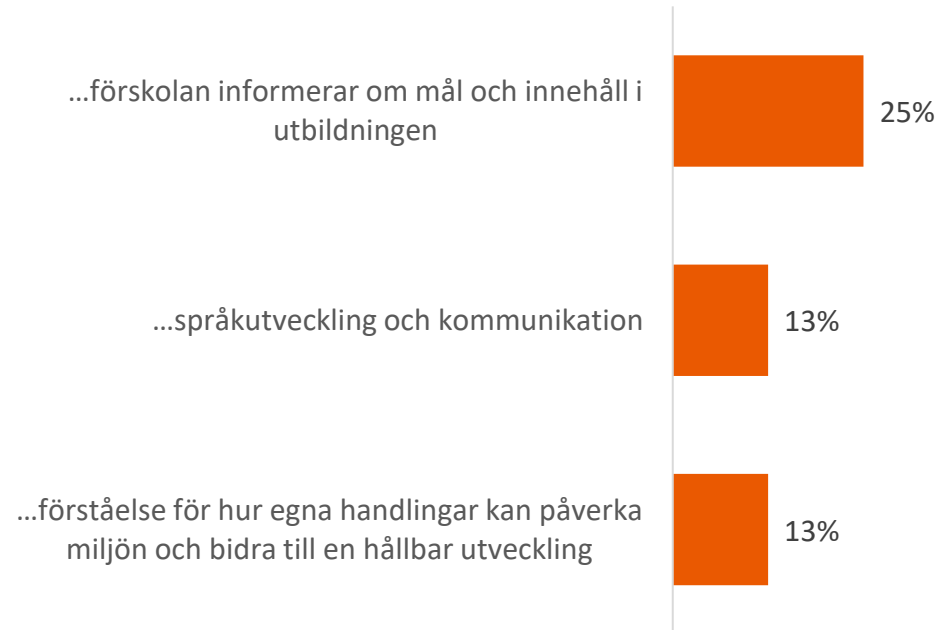 ...förskolan informerar om mål och innehåll i
utbildningen
25%
...språkutveckling och kommunikation
13%
...förståelse för hur egna handlingar kan påverka
miljön och bidra till en hållbar utveckling
13%